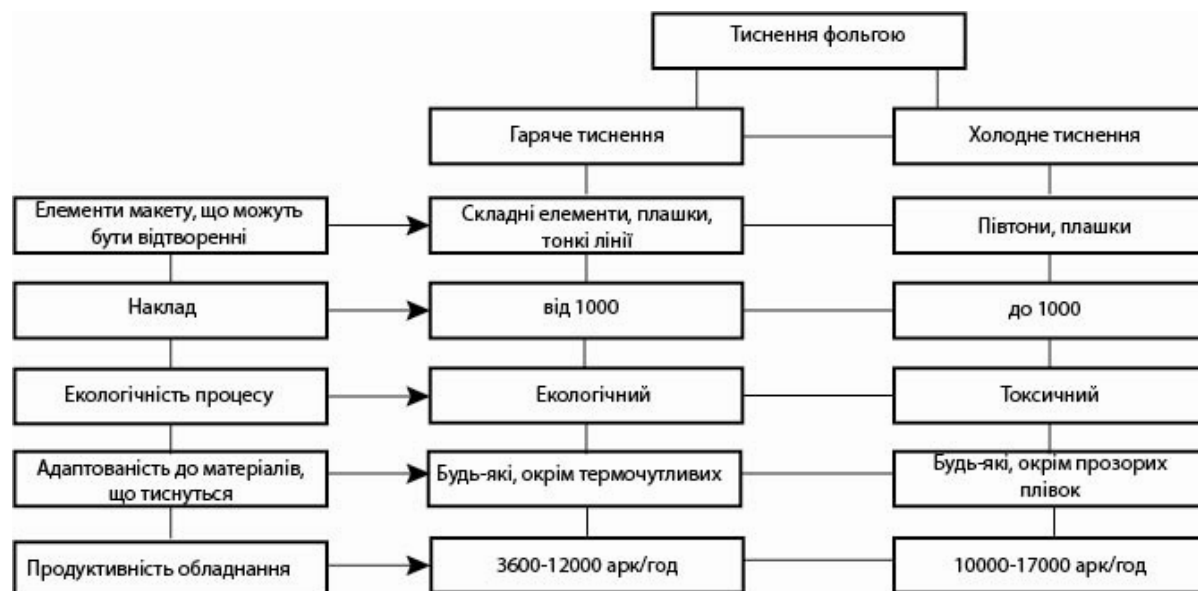 Тиснення фольгою
Гаряче тиснення
Холодне тиснення
Елементи макету, що можуть
бути відтворенні
Складні елементи, плашки,
тонкі лінії
Півтони, плашки
Наклад
від 1000
до 1000
Екологічність процесу
Екологічний
Токсичний
Адаптованість до матеріалів,
що тиснуться
Будь-які, окрім термочутливих
Будь-які, окрім прозорих
плівок
Продуктивність обладнання
3600-12000 арк/год
10000-17000 арк/год